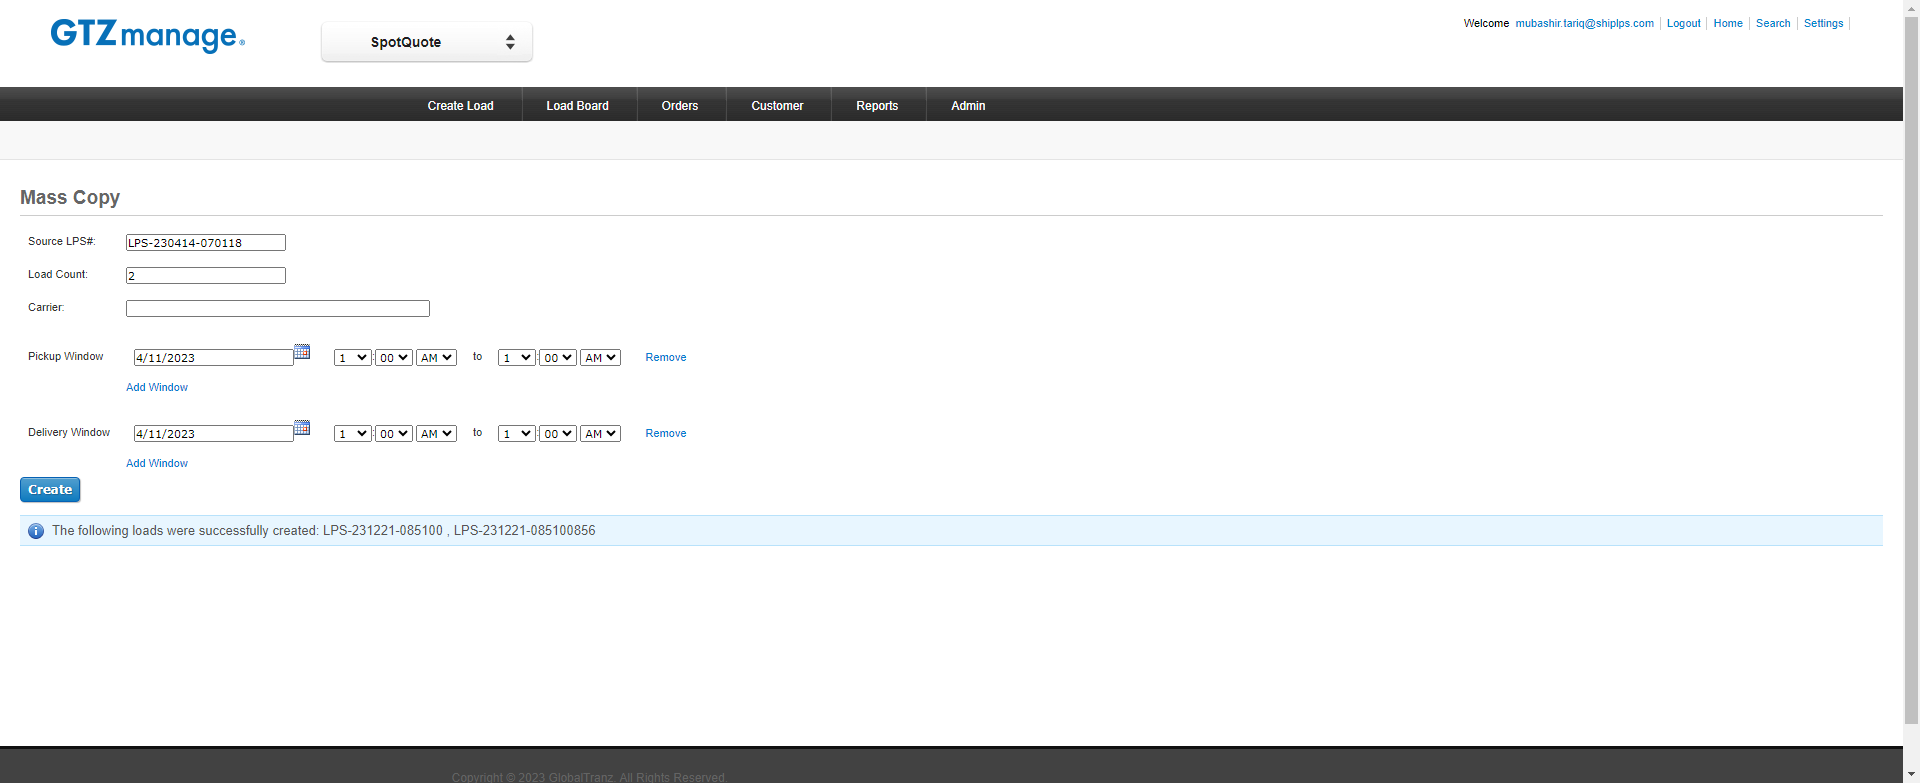 GTZmanage®
SpotQuote
Welcome mubashir.tariq@shiplps.com Logout Home Search Settings
Create Load Load Board Orders Customer Reports Admin
Mass Copy
Source LPS#: LPS-230414-070118
Load Count: 2
Carrier:
Pickup Window 4/11/2023 1 : 00 AM to 1 : 00 AM Remove
Add Window
Delivery Window 4/11/2023 1 : 00 AM to 1 : 00 AM Remove
Add Window
Create
The following loads were successfully created: LPS-231221-085100 , LPS-231221-085100856
Copyright © 2023 GlobalTranz. All Rights Reserved.